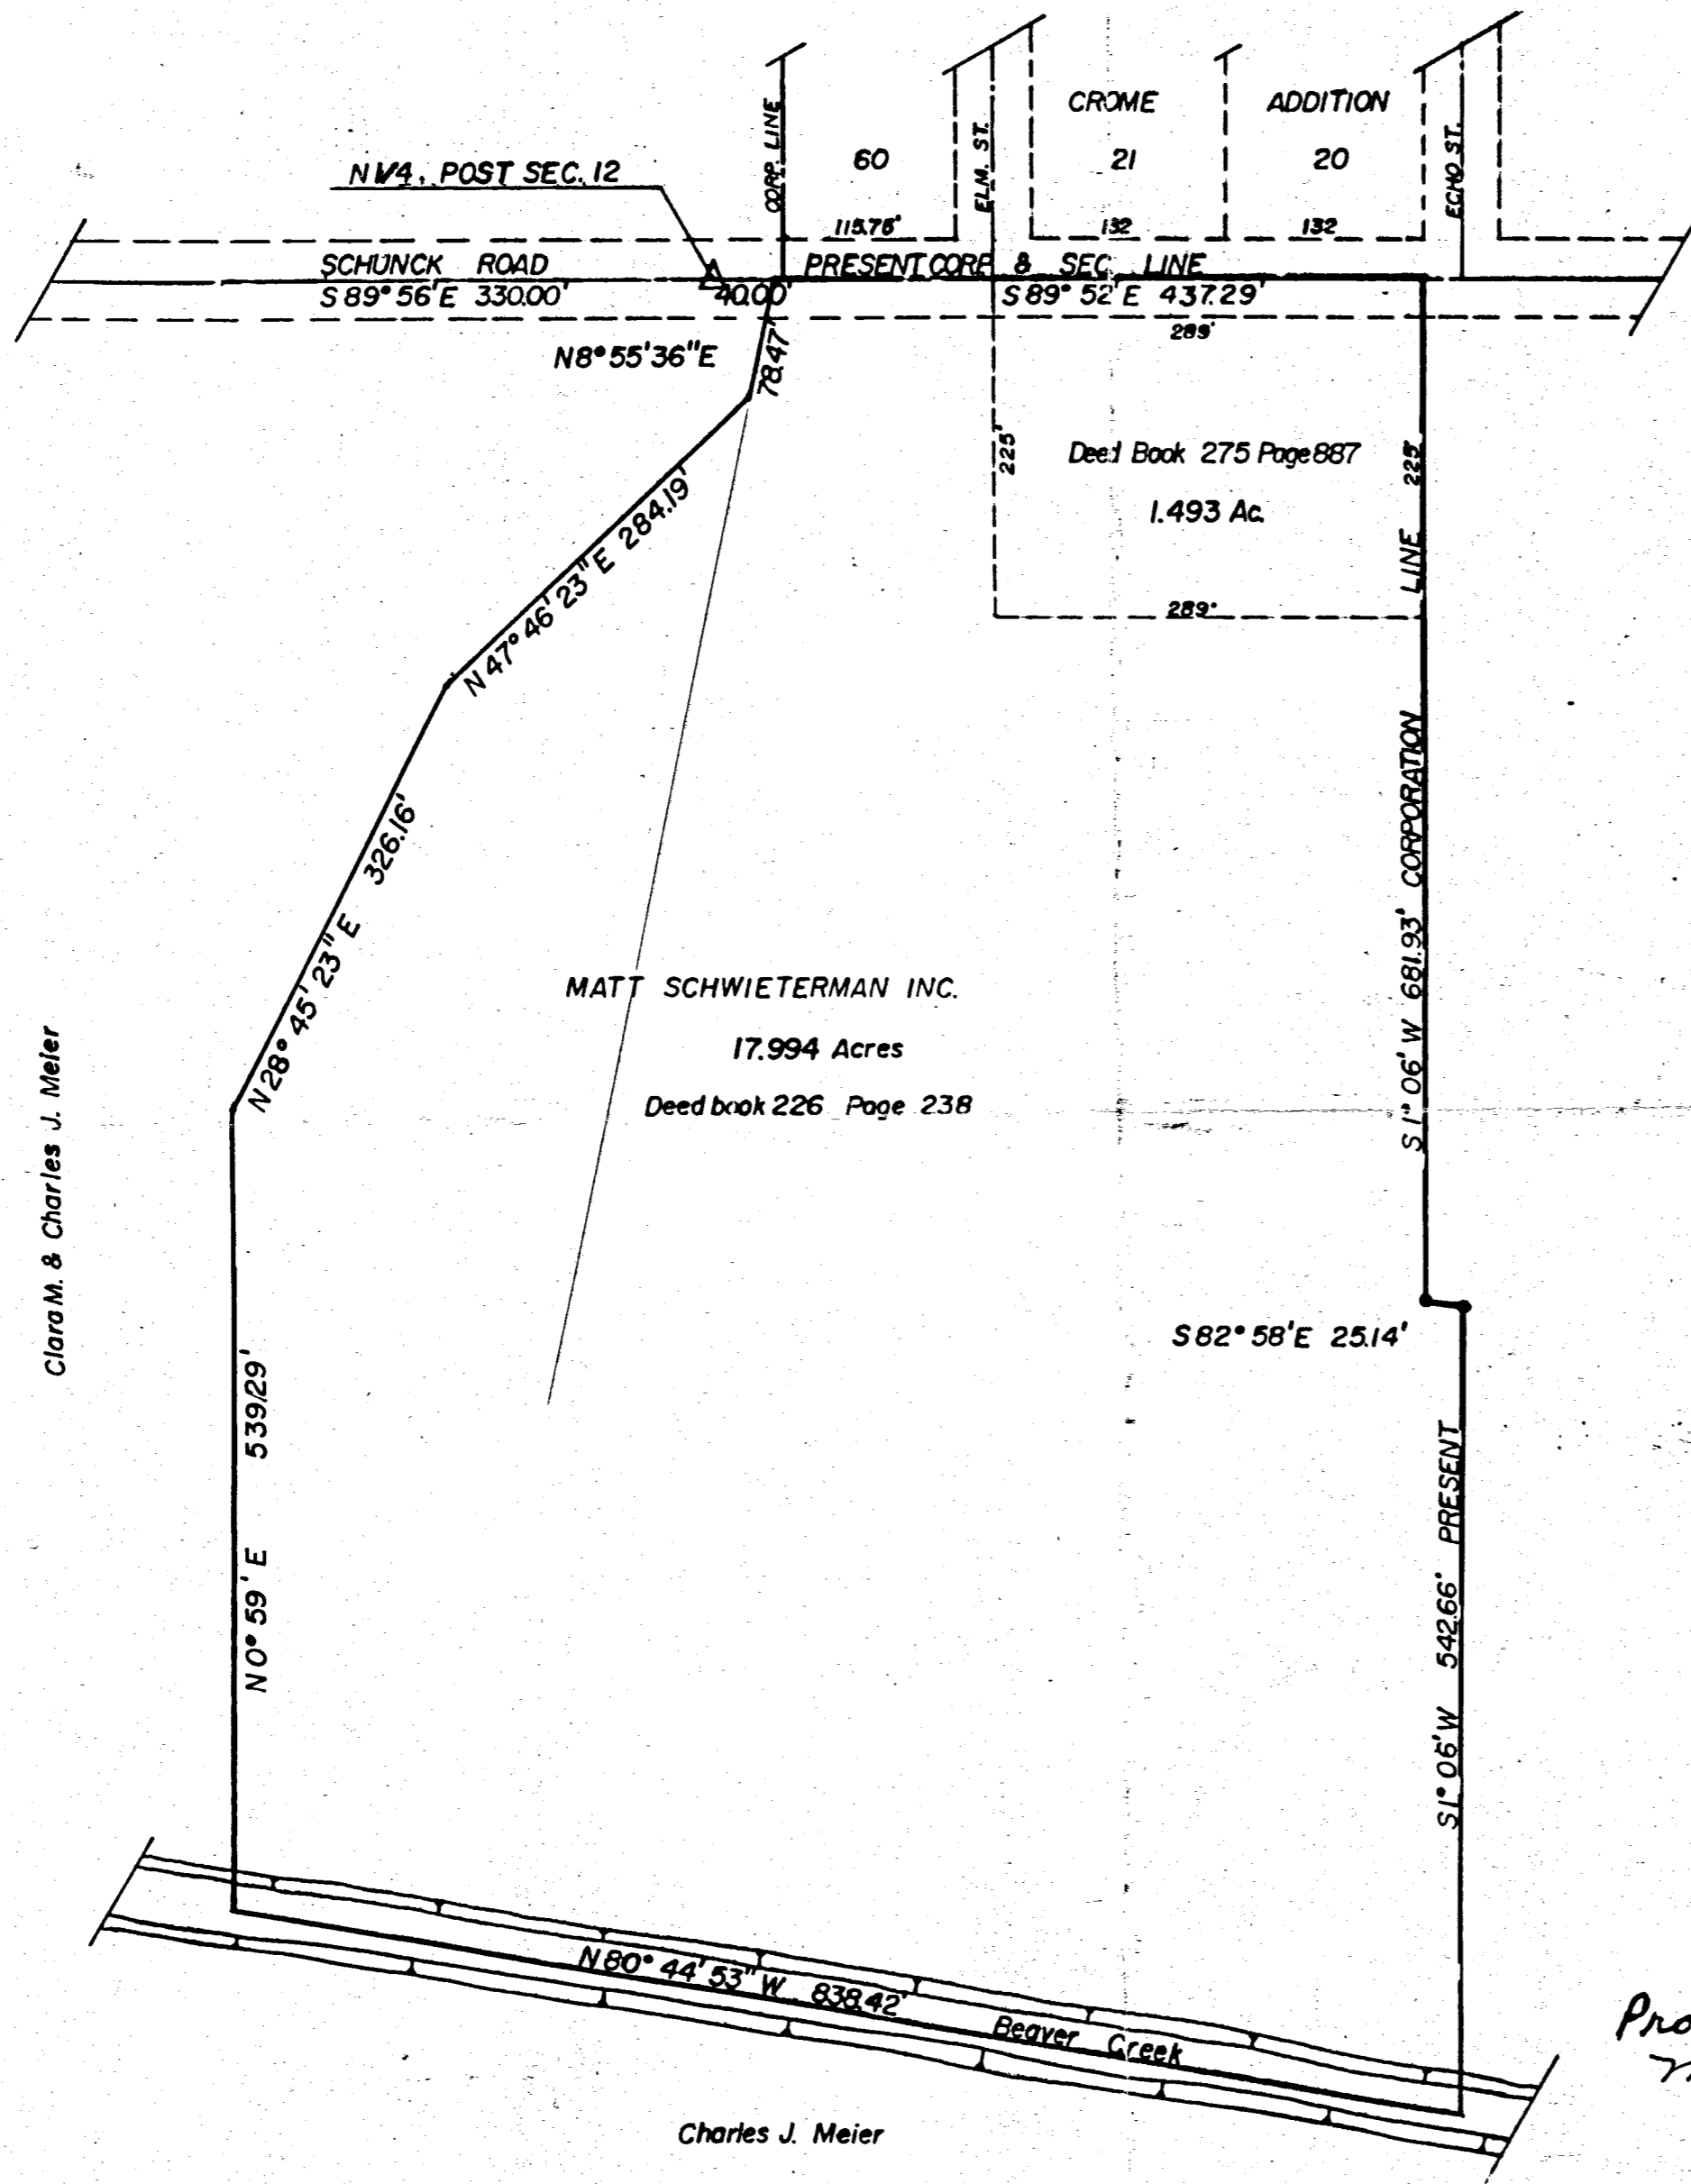 CROME ADDITION
CORP. LINE
60
ELM. ST.
21
20
ECHO ST.
N 1/4, POST SEC. 12
115.75'
132
132
SCHUNCK ROAD
PRESENT CORP. & SEC. LINE
S 89° 56' E 330.00'
40.00'
S 89° 52' E 437.29'
289'
N 8° 55' 36" E
78.47'
225'
Deed Book 275 Page 887
1.493 Ac.
225'
289'
N 47° 46' 23" E 284.19'
N 28° 45' 23" E 326.16'
S 1° 06' W 681.93' CORPORATION LINE
MATT SCHWIETERMAN INC.
17.994 Acres
Deed book 226 Page 238
Clara M. & Charles J. Meier
S 82° 58' E 25.14'
N 0° 59' E 539.29'
S 1° 06' W 542.66' PRESENT
N 80° 44' 53" W 838.42'
Beaver Creek
Charles J. Meier